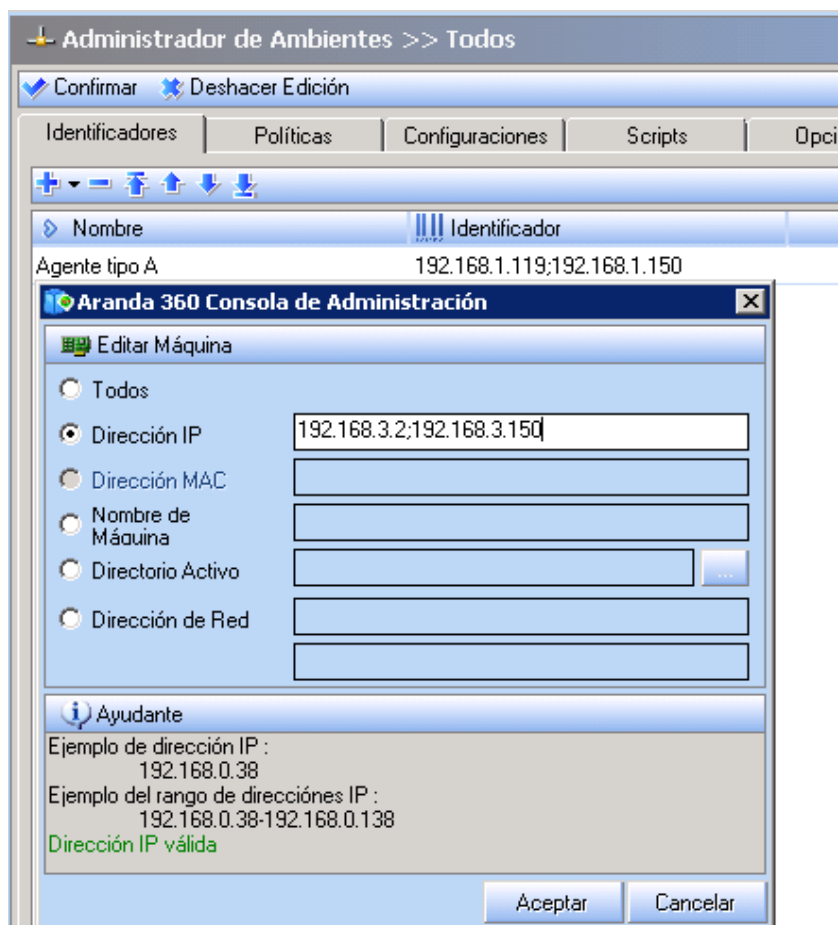 Administrador de Ambientes >> Todos
Confirmar Deshacer Edición
Identificadores Políticas Configuraciones Scripts Opci
Nombre Identificador
Agente tipo A 192.168.1.119;192.168.1.150
Aranda 360 Consola de Administración
Editar Máquina
Todos
Dirección IP 192.168.3.2;192.168.3.150
Dirección MAC
Nombre de
Máquina
Directorio Activo ...
Dirección de Red
Ayudante
Ejemplo de dirección IP :
192.168.0.38
Ejemplo del rango de direcciónes IP :
192.168.0.38-192.168.0.138
Dirección IP válida
Aceptar Cancelar